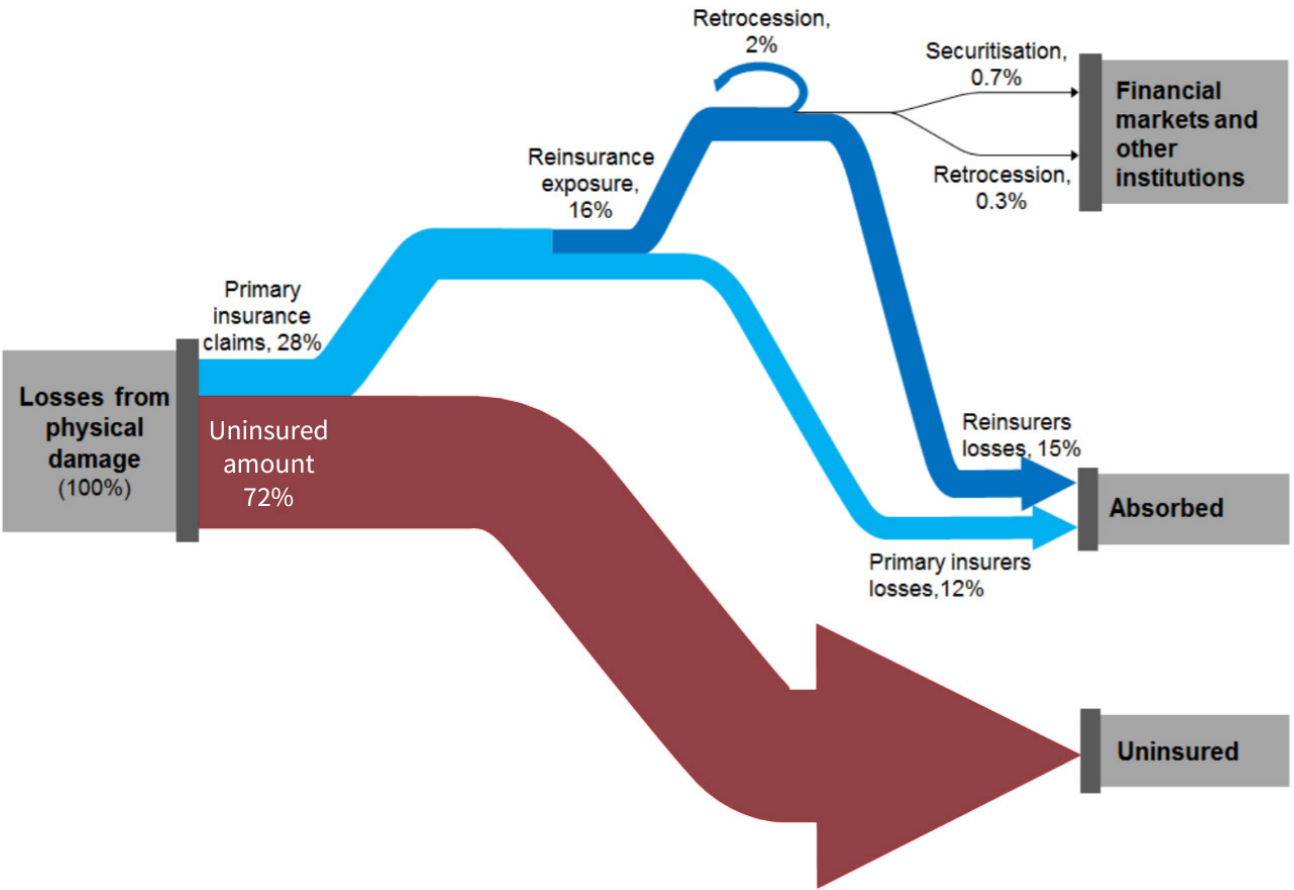 Retrocession,
2%
Securitisation,
0.7%
Financial
markets and
other
institutions
Retrocession,
0.3%
Reinsurance
exposure,
16%
Primary
insurance
claims, 28%
Losses from
physical
damage
(100%)
Uninsured
amount
72%
Reinsurers
losses, 15%
Absorbed
Primary insurers
losses,12%
Uninsured